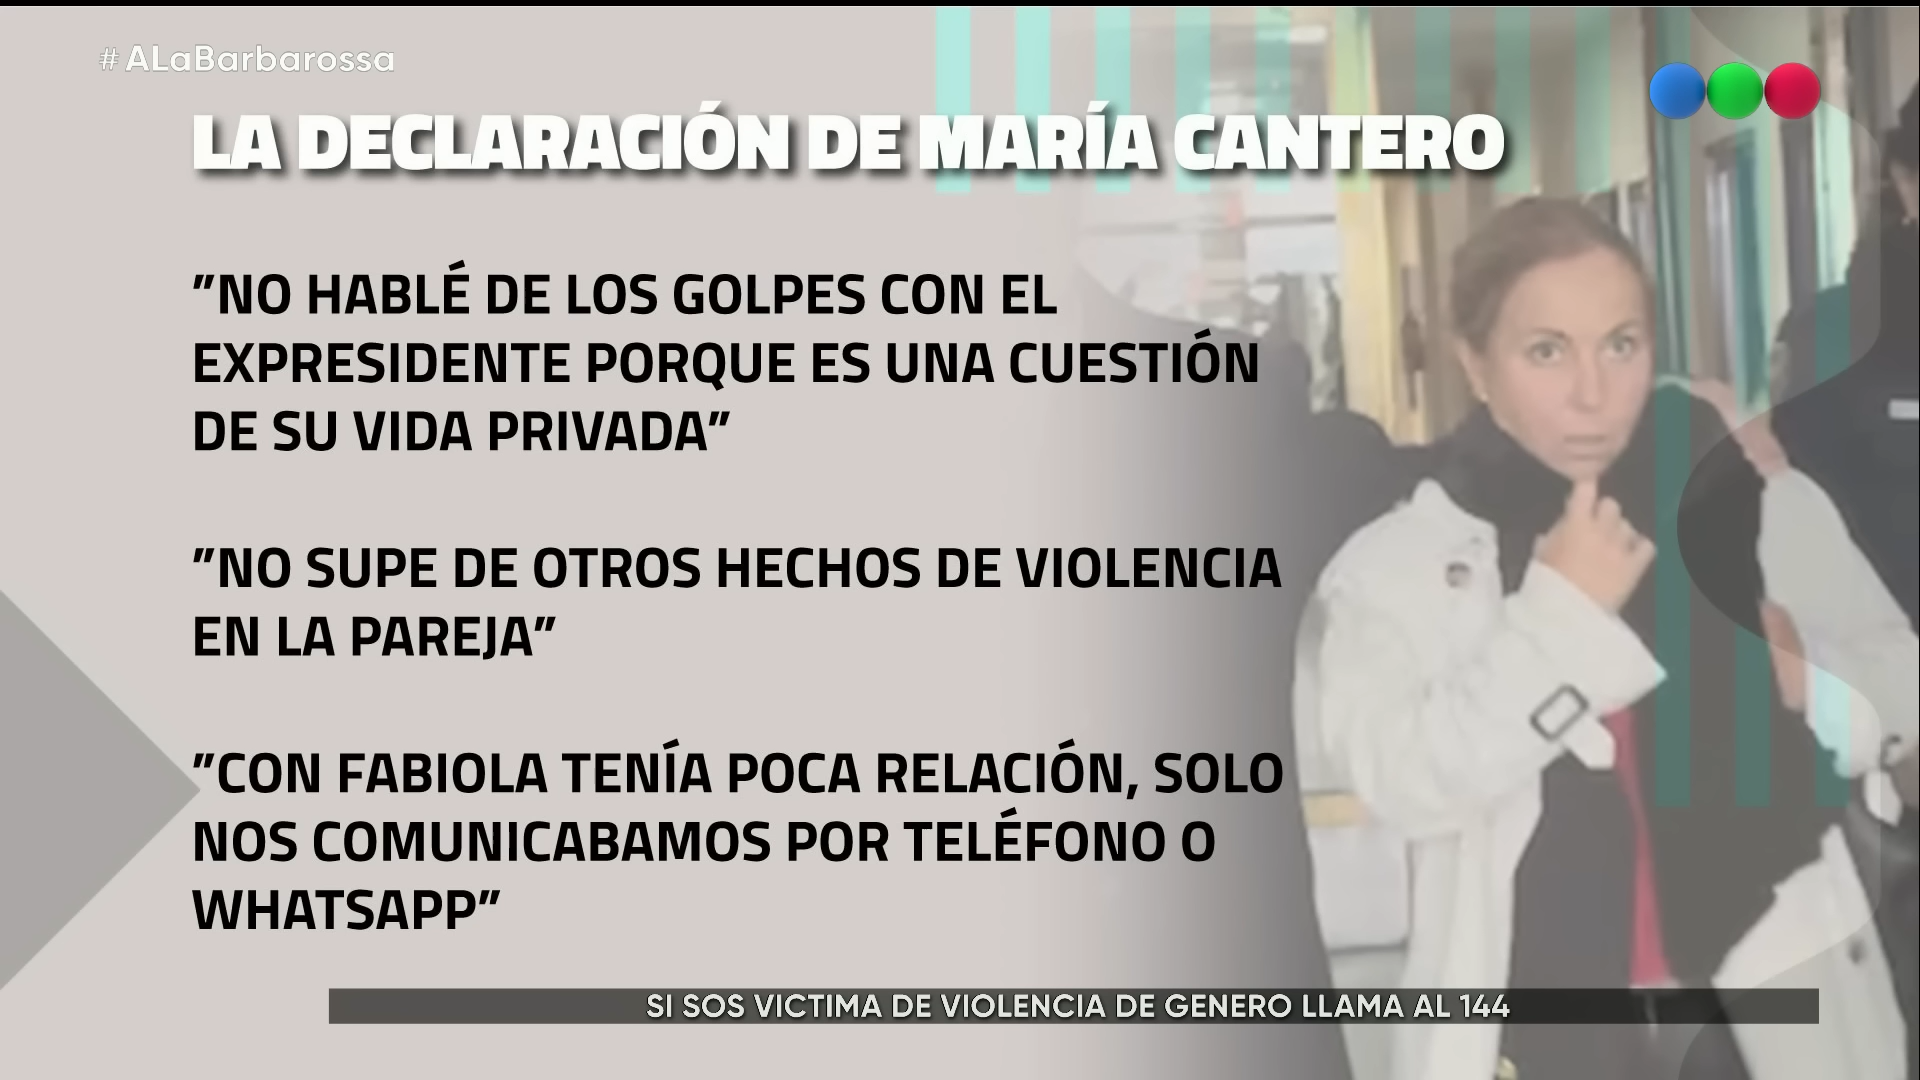 #ALaBarbarossa
LA DECLARACIÓN DE MARÍA CANTERO
"NO HABLÉ DE LOS GOLPES CON EL
EXPRESIDENTE PORQUE ES UNA CUESTIÓN
DE SU VIDA PRIVADA"
"NO SUPE DE OTROS HECHOS DE VIOLENCIA
EN LA PAREJA"
"CON FABIOLA TENÍA POCA RELACIÓN, SOLO
NOS COMUNICABAMOS POR TELÉFONO O
WHATSAPP"
SI SOS VICTIMA DE VIOLENCIA DE GENERO LLAMA AL 144